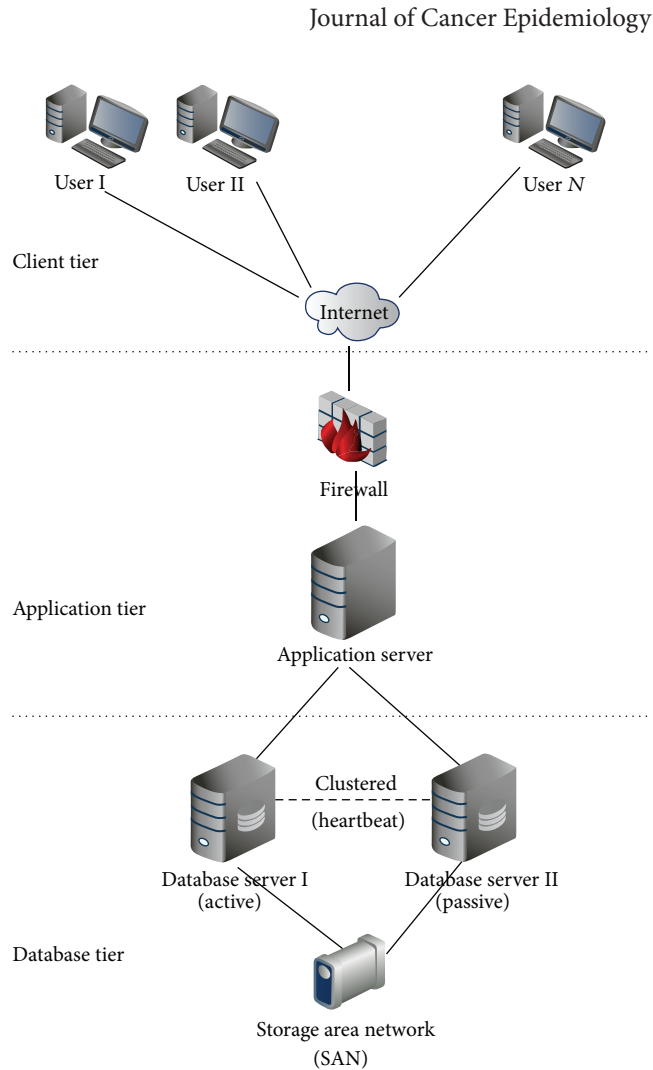 Journal of Cancer Epidemiology
User I
User II
User N
Client tier
Internet
Firewall
Application tier
Application server
Clustered
(heartbeat)
Database server I
(active)
Database server II
(passive)
Database tier
Storage area network
(SAN)